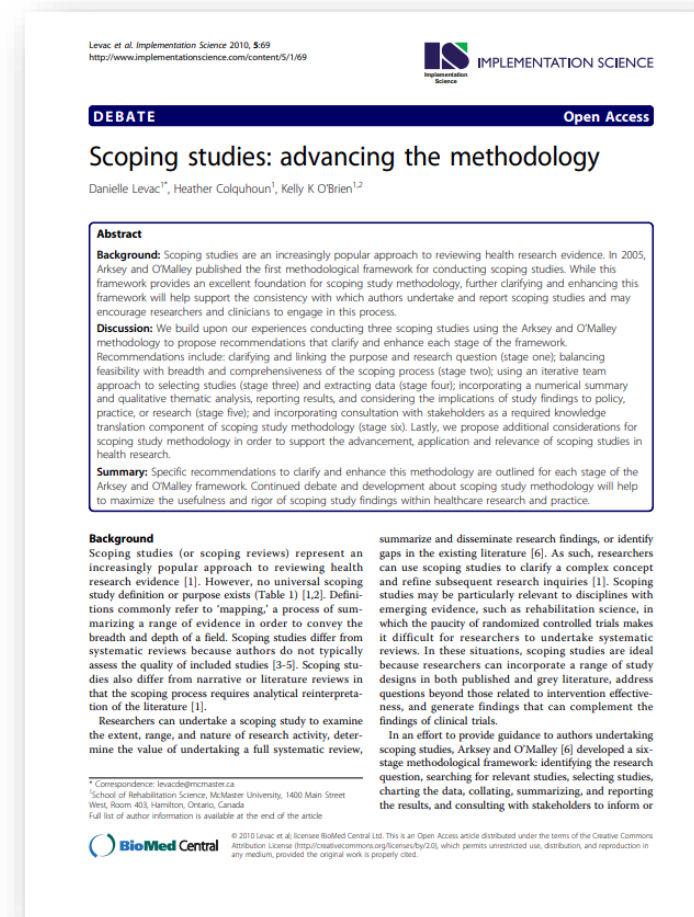 Levac et al. Implementation Science 2010, 5:69
http://www.implementationscience.com/content/5/1/69
Implementation
Science
IMPLEMENTATION SCIENCE
DEBATE
Open Access
Scoping studies: advancing the methodology
Danielle Levac1*, Heather Colquhoun1, Kelly K O'Brien1,2
Abstract
Background: Scoping studies are an increasingly popular approach to reviewing health research evidence. In 2005,
Arksey and O'Malley published the first methodological framework for conducting scoping studies. While this
framework provides an excellent foundation for scoping study methodology, further clarifying and enhancing this
framework will help support the consistency with which authors undertake and report scoping studies and may
encourage researchers and clinicians to engage in this process.
Discussion: We build upon our experiences conducting three scoping studies using the Arksey and O'Malley
methodology to propose recommendations that clarify and enhance each stage of the framework.
Recommendations include: clarifying and linking the purpose and research question (stage one); balancing
feasibility with breadth and comprehensiveness of the scoping process (stage two); using an iterative team
approach to selecting studies (stage three) and extracting data (stage four); incorporating a numerical summary
and qualitative thematic analysis, reporting results, and considering the implications of study findings to policy,
practice, or research (stage five); and incorporating consultation with stakeholders as a required knowledge
translation component of scoping study methodology (stage six). Lastly, we propose additional considerations for
scoping study methodology in order to support the advancement, application and relevance of scoping studies in
health research.
Summary: Specific recommendations to clarify and enhance this methodology are outlined for each stage of the
Arksey and O'Malley framework. Continued debate and development about scoping study methodology will help
to maximize the usefulness and rigor of scoping study findings within healthcare research and practice.
Background
Scoping studies (or scoping reviews) represent an
increasingly popular approach to reviewing health
research evidence [1]. However, no universal scoping
study definition or purpose exists (Table 1) [1,2]. Defini-
tions commonly refer to 'mapping,' a process of sum-
marizing a range of evidence in order to convey the
breadth and depth of a field. Scoping studies differ from
systematic reviews because authors do not typically
assess the quality of included studies [3-5]. Scoping stu-
dies also differ from narrative or literature reviews in
that the scoping process requires analytical reinterpreta-
tion of the literature [1].
Researchers can undertake a scoping study to examine
the extent, range, and nature of research activity, deter-
mine the value of undertaking a full systematic review,
summarize and disseminate research findings, or identify
gaps in the existing literature [6]. As such, researchers
can use scoping studies to clarify a complex concept
and refine subsequent research inquiries [1]. Scoping
studies may be particularly relevant to disciplines with
emerging evidence, such as rehabilitation science, in
which the paucity of randomized controlled trials makes
it difficult for researchers to undertake systematic
reviews. In these situations, scoping studies are ideal
because researchers can incorporate a range of study
designs in both published and grey literature, address
questions beyond those related to intervention effective-
ness, and generate findings that can complement the
findings of clinical trials.
In an effort to provide guidance to authors undertaking
scoping studies, Arksey and O'Malley [6] developed a six-
stage methodological framework: identifying the research
question, searching for relevant studies, selecting studies,
charting the data, collating, summarizing, and reporting
the results, and consulting with stakeholders to inform or
* Correspondence: levacde@mcmaster.ca
1School of Rehabilitation Science, McMaster University, 1400 Main Street
West, Room 403, Hamilton, Ontario, Canada
Full list of author information is available at the end of the article
BioMed Central
© 2010 Levac et al; licensee BioMed Central Ltd. This is an Open Access article distributed under the terms of the Creative Commons
Attribution License (http://creativecommons.org/licenses/by/2.0), which permits unrestricted use, distribution, and reproduction in
any medium, provided the original work is properly cited.